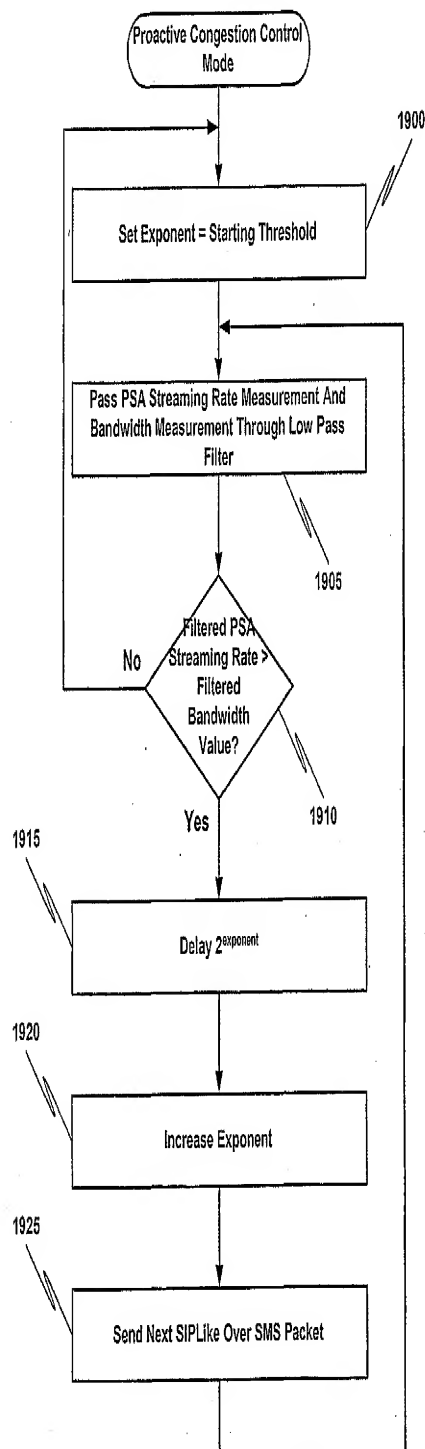 Proactive Congestion Control
Mode
1900
Set Exponent = Starting Threshold
Pass PSA Streaming Rate Measurement And
Bandwidth Measurement Through Low Pass
Filter
1905
Filtered PSA
Streaming Rate >
Filtered
Bandwidth
Value?
No
1910
Yes
1915
Delay 2^exponent
1920
Increase Exponent
1925
Send Next SIPLike Over SMS Packet